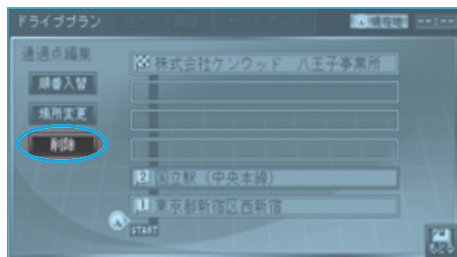 ドライブプラン
現在地
--:--
通過点編集
順番入替
株式会社ケンウッド 八王子事業所
場所変更
削除
2 国立駅(中央本線)
1 東京都新宿区西新宿
START
もどる